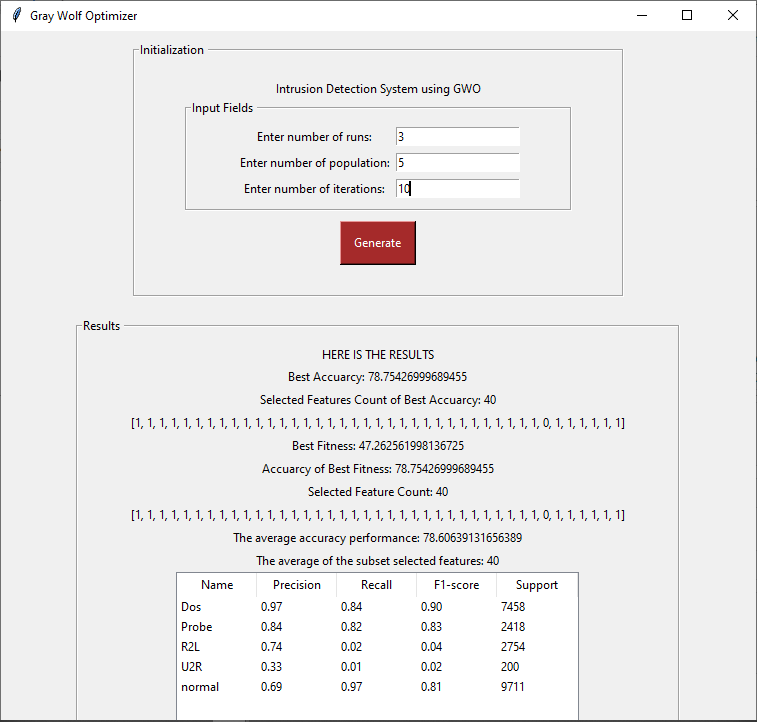 Gray Wolf Optimizer
Initialization
Intrusion Detection System using GWO
Input Fields
Enter number of runs: 3
Enter number of population: 5
Enter number of iterations: 10
Generate
Results
HERE IS THE RESULTS
Best Accuarcy: 78.75426999689455
Selected Features Count of Best Accuarcy: 40
[1, 1, 1, 1, 1, 1, 1, 1, 1, 1, 1, 1, 1, 1, 1, 1, 1, 1, 1, 1, 1, 1, 1, 1, 1, 1, 1, 1, 1, 1, 1, 1, 1, 1, 0, 1, 1, 1, 1, 1, 1]
Best Fitness: 47.262561998136725
Accuarcy of Best Fitness: 78.75426999689455
Selected Feature Count: 40
[1, 1, 1, 1, 1, 1, 1, 1, 1, 1, 1, 1, 1, 1, 1, 1, 1, 1, 1, 1, 1, 1, 1, 1, 1, 1, 1, 1, 1, 1, 1, 1, 1, 1, 0, 1, 1, 1, 1, 1, 1]
The average accuracy performance: 78.60639131656389
The average of the subset selected features: 40
Name Precision Recall F1-score Support
Dos 0.97 0.84 0.90 7458
Probe 0.84 0.82 0.83 2418
R2L 0.74 0.02 0.04 2754
U2R 0.33 0.01 0.02 200
normal 0.69 0.97 0.81 9711